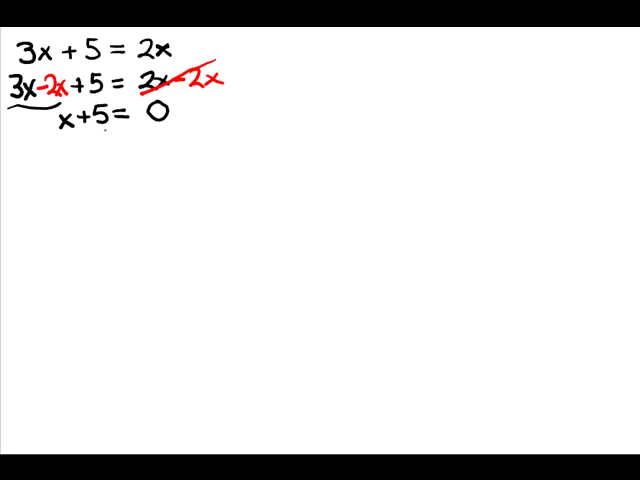 3x + 5 = 2x
3x - 2x + 5 = 2x - 2x
x + 5 = 0